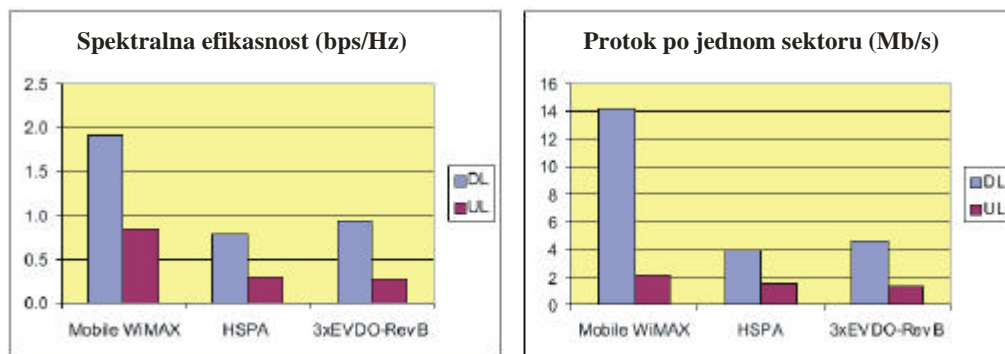 Spektralna efikasnost (bps/Hz)
2.5
2.0
1.5
1.0
0.5
0.0
Mobile WiMAX HSPA 3xEVDO-RevB
DL
UL
Protok po jednom sektoru (Mb/s)
16
14
12
10
8
6
4
2
0
Mobile WiMAX HSPA 3xEVDO-RevB
DL
UL